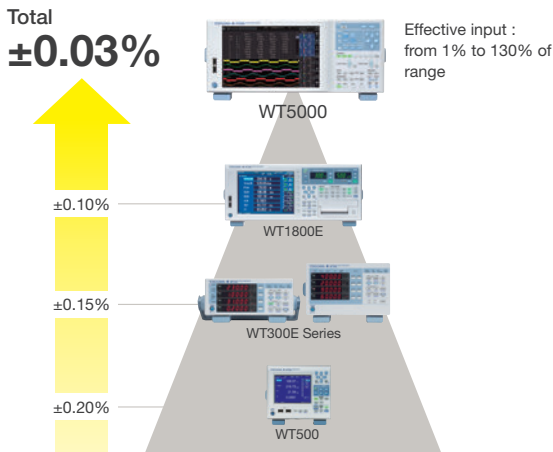 Total
±0.03%
Effective input :
from 1% to 130% of
range
WT5000
±0.10%
WT1800E
±0.15%
WT300E Series
±0.20%
WT500